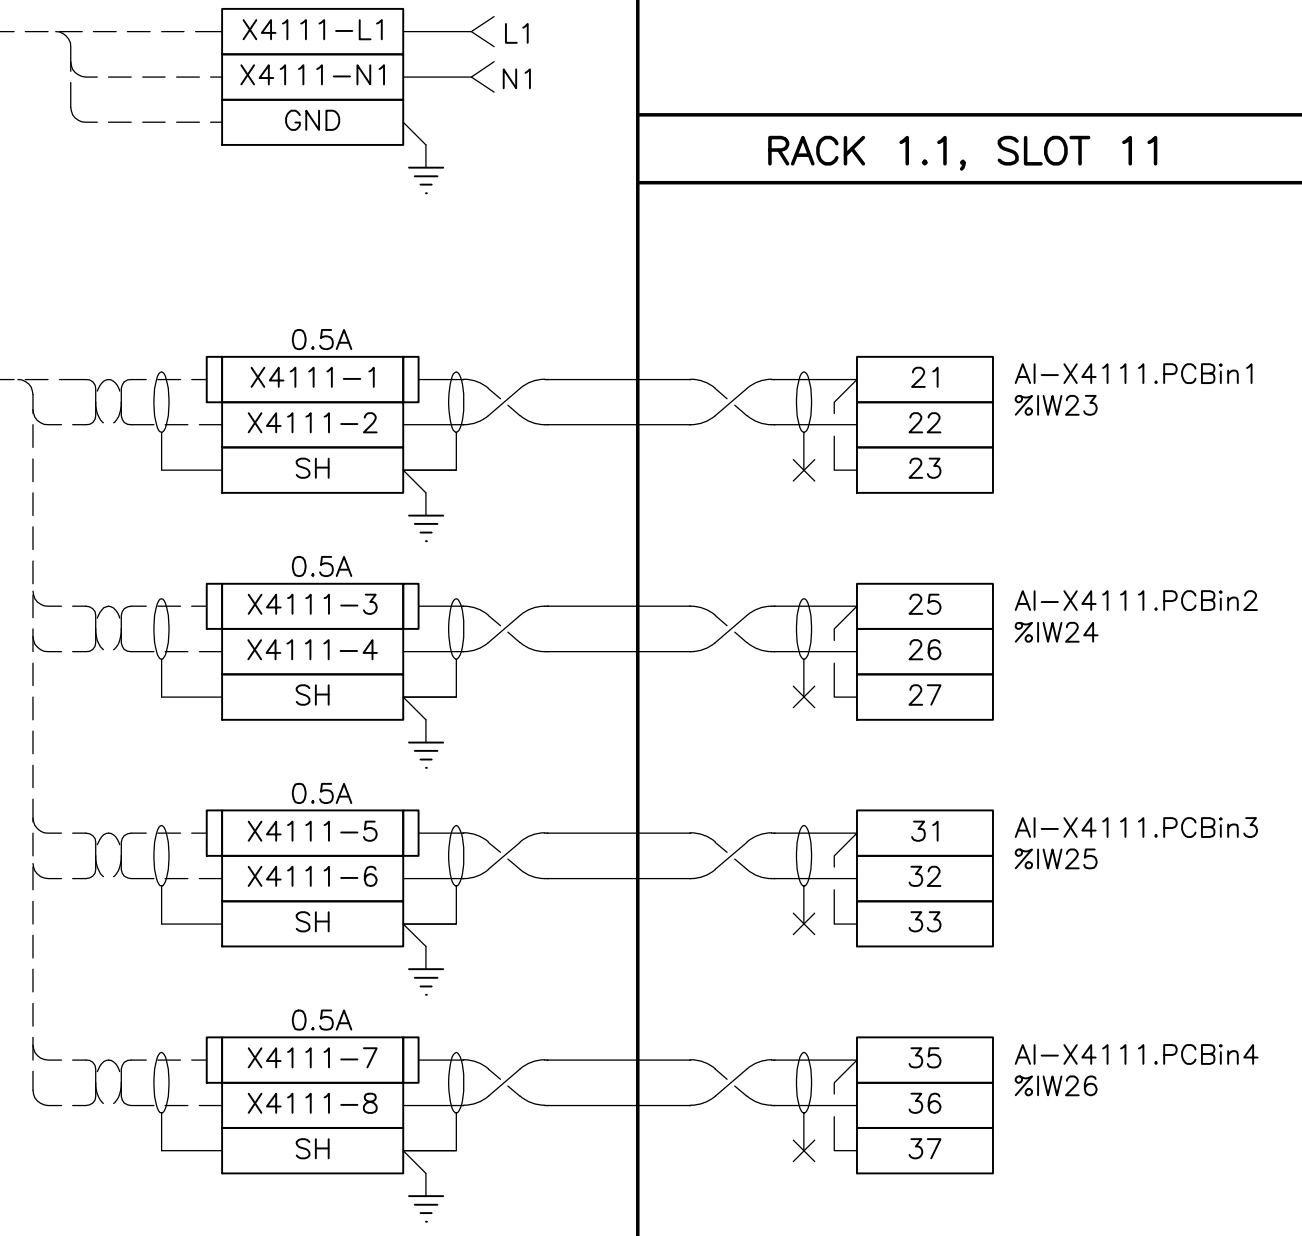 X4111-L1
L1
X4111-N1
N1
GND
RACK 1.1, SLOT 11
0.5A
X4111-1
X4111-2
SH
21
22
23
AI-X4111.PCBin1
%IW23
0.5A
X4111-3
X4111-4
SH
25
26
27
AI-X4111.PCBin2
%IW24
0.5A
X4111-5
X4111-6
SH
31
32
33
AI-X4111.PCBin3
%IW25
0.5A
X4111-7
X4111-8
SH
35
36
37
AI-X4111.PCBin4
%IW26